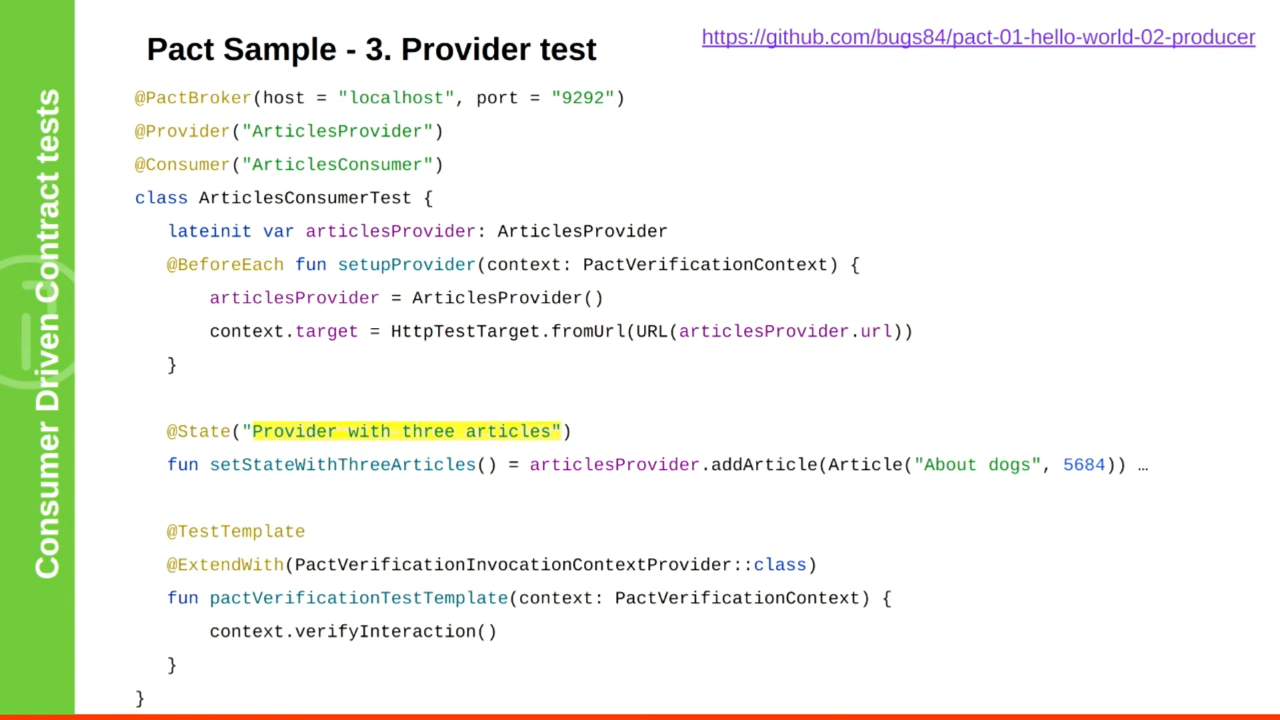 Consumer Driven Contract tests
Pact Sample - 3. Provider test
https://github.com/bugs84/pact-01-hello-world-02-producer
@PactBroker(host = "localhost", port = "9292")
@Provider("ArticlesProvider")
@Consumer("ArticlesConsumer")
class ArticlesConsumerTest {
lateinit var articlesProvider: ArticlesProvider
@BeforeEach fun setupProvider(context: PactVerificationContext) {
articlesProvider = ArticlesProvider()
context.target = HttpTestTarget.fromUrl(URL(articlesProvider.url))
}
@State("Provider with three articles")
fun setStateWithThreeArticles() = articlesProvider.addArticle(Article("About dogs", 5684)) …
@TestTemplate
@ExtendWith(PactVerificationInvocationContextProvider::class)
fun pactVerificationTestTemplate(context: PactVerificationContext) {
context.verifyInteraction()
}
}